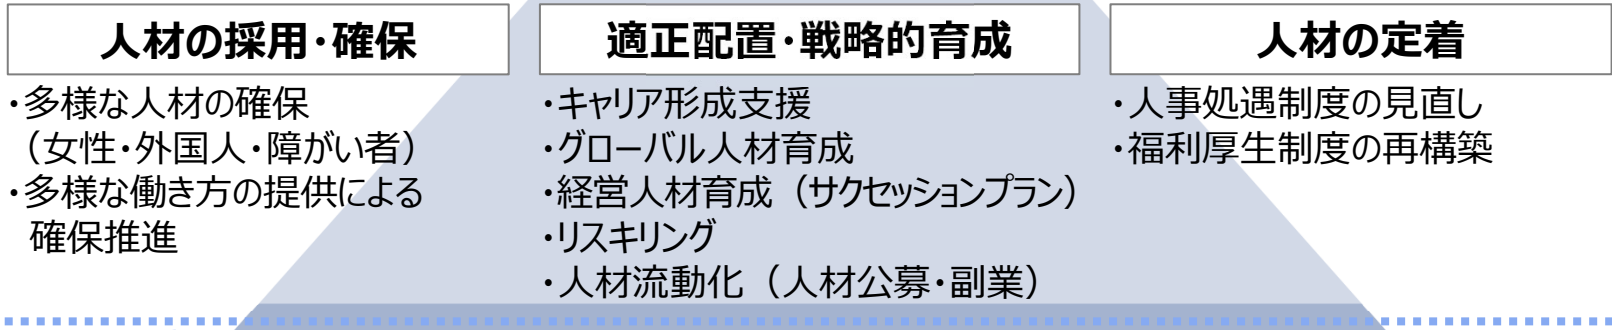 人材の採用・確保
・多様な人材の確保
（女性・外国人・障がい者）
・多様な働き方の提供による
確保推進
適正配置・戦略的育成
・キャリア形成支援
・グローバル人材育成
・経営人材育成（サクセッションプラン）
・リスキリング
・人材流動化（人材公募・副業）
人材の定着
・人事処遇制度の見直し
・福利厚生制度の再構築